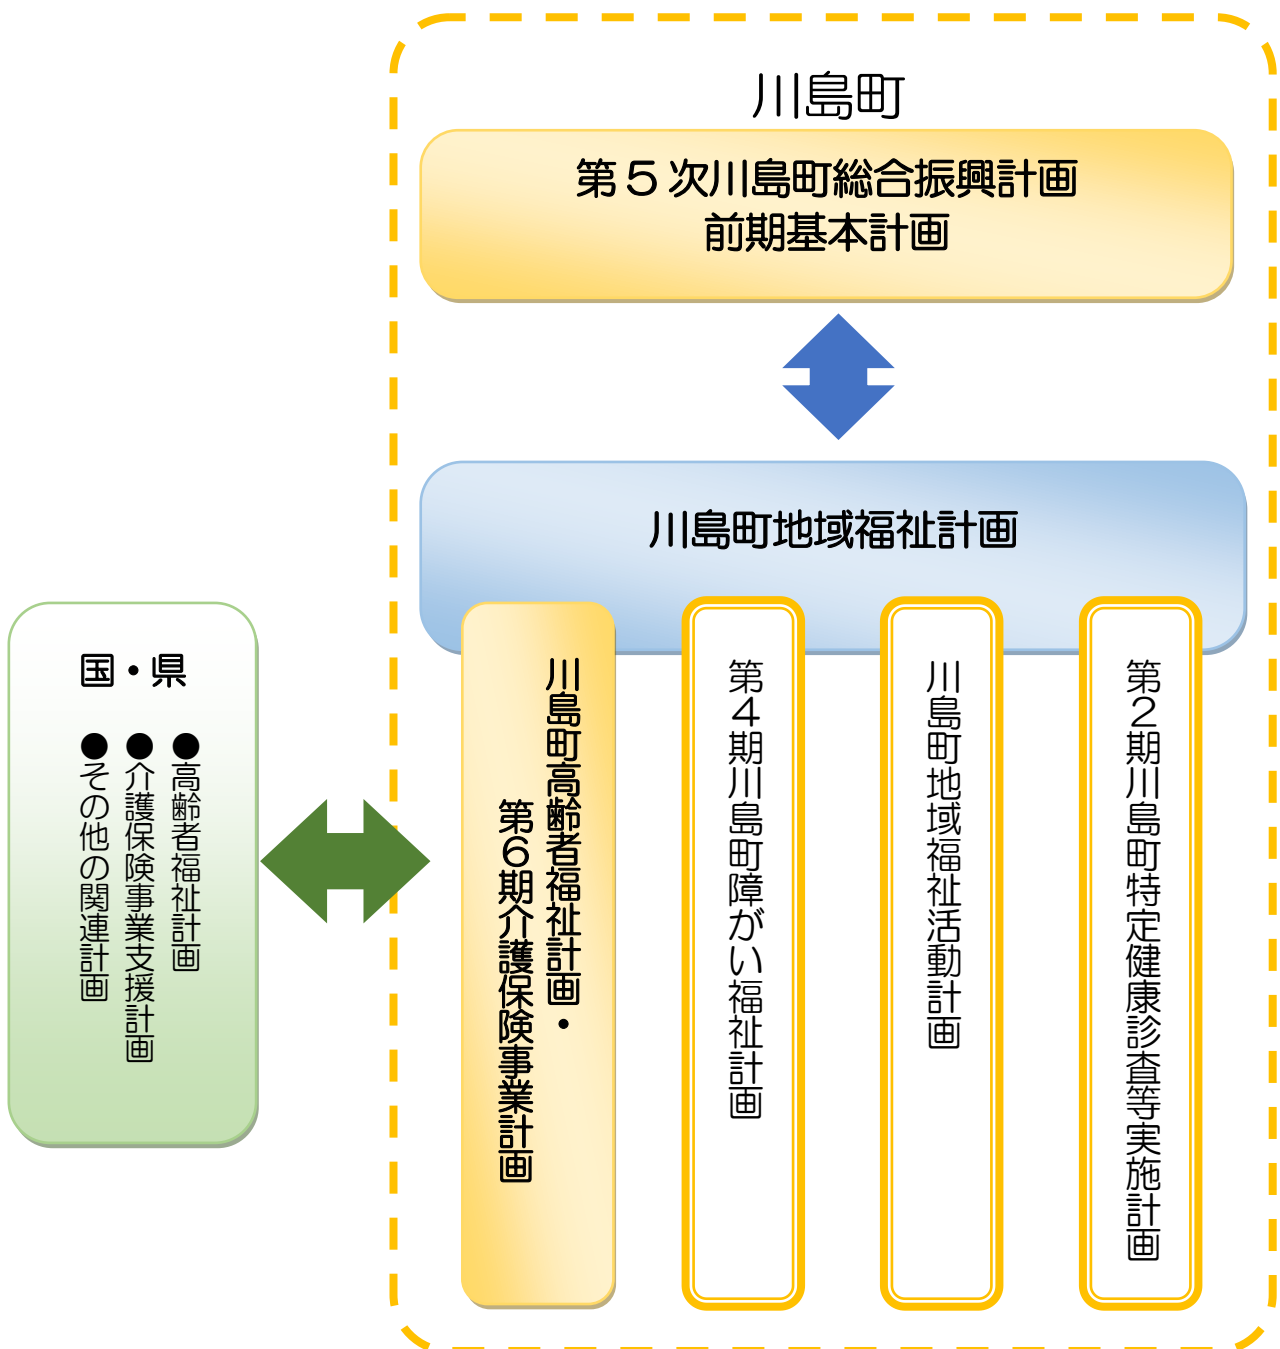 川島町
第５次川島町総合振興計画
前期基本計画
川島町地域福祉計画
国・県
●高齢者福祉計画
●介護保険事業支援計画
●その他の関連計画
川島町高齢者福祉計画・
第６期介護保険事業計画
第４期川島町障がい福祉計画
川島町地域福祉活動計画
第２期川島町特定健康診査等実施計画